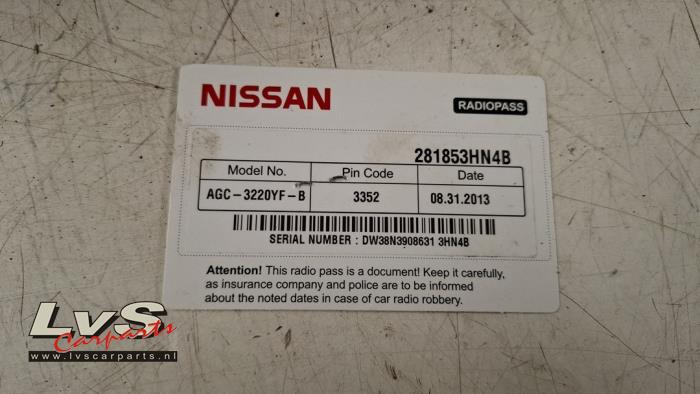 NISSAN
RADIOPASS
281853HN4B
Model No. Pin Code Date
AGC-3220YF-B 3352 08.31.2013
SERIAL NUMBER : DW38N3908631 3HN4B
Attention! This radio pass is a document! Keep it carefully,
as insurance company and police are to be informed
about the noted dates in case of car radio robbery.
LvS
Carparts
www.lvscarparts.nl